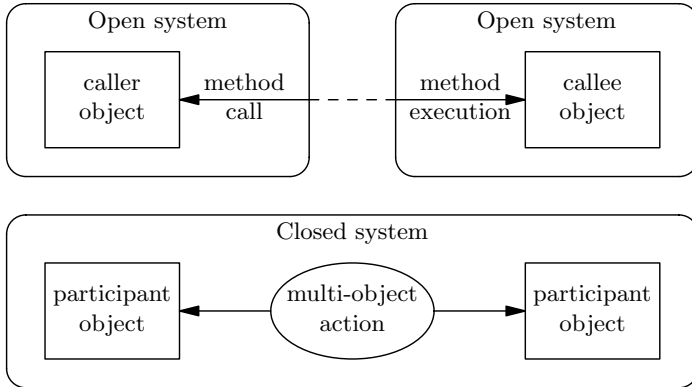 Open system
caller
object
method
call
Open system
method
execution
callee
object
Closed system
participant
object
multi-object
action
participant
object